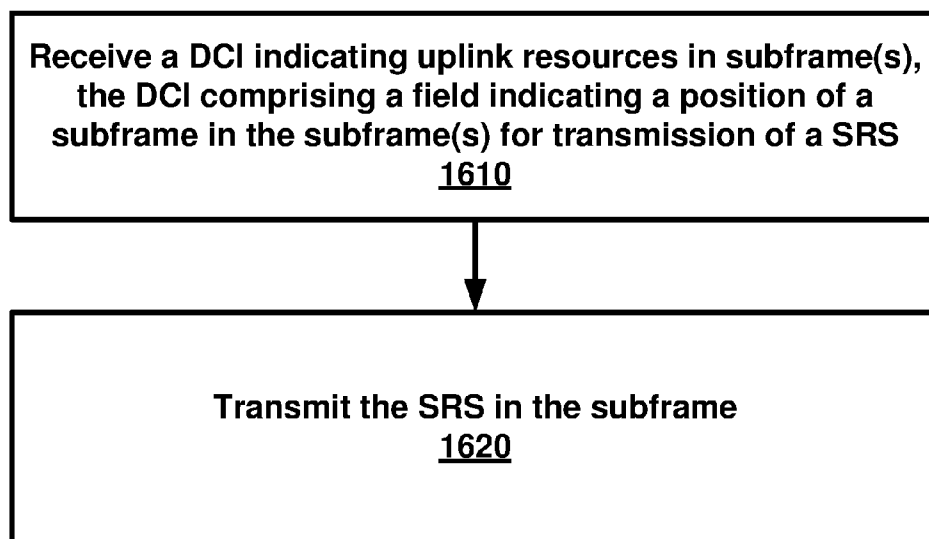 Receive a DCI indicating uplink resources in subframe(s),
the DCI comprising a field indicating a position of a
subframe in the subframe(s) for transmission of a SRS
1610
Transmit the SRS in the subframe
1620